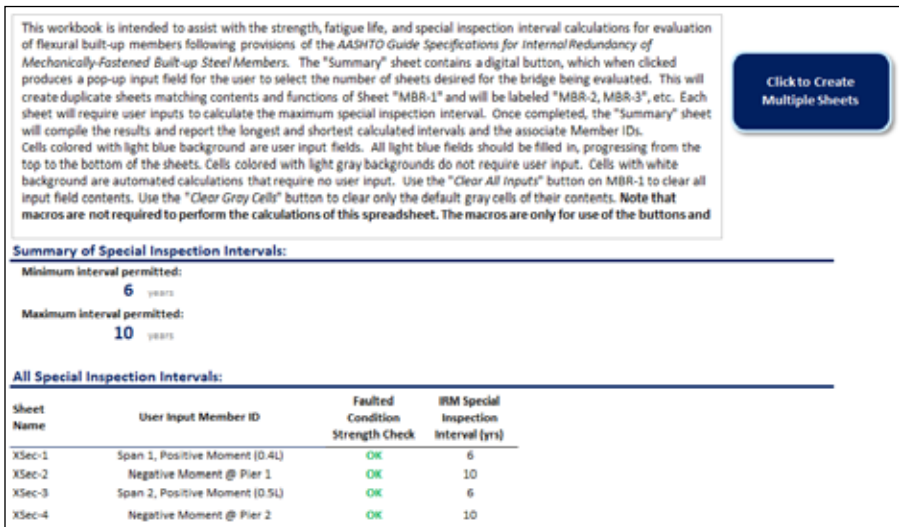 This workbook is intended to assist with the strength, fatigue life, and special inspection interval calculations for evaluation
of flexural built-up members following provisions of the AASHTO Guide Specifications for Internal Redundancy of
Mechanically-Fastened Built-up Steel Members. The "Summary" sheet contains a digital button, which when clicked
produces a pop-up input field for the user to select the number of sheets desired for the bridge being evaluated. This will
create duplicate sheets matching contents and functions of Sheet "MBR-1" and will be labeled "MBR-2, MBR-3", etc. Each
sheet will require user inputs to calculate the maximum special inspection interval. Once completed, the "Summary" sheet
will compile the results and report the longest and shortest calculated intervals and the associate Member IDs.
Cells colored with light blue background are user input fields. All light blue fields should be filled in, progressing from the
top to the bottom of the sheets. Cells colored with light gray backgrounds do not require user input. Cells with white
background are automated calculations that require no user input. Use the "Clear All Inputs" button on MBR-1 to clear all
input field contents. Use the "Clear Gray Cells" button to clear only the default gray cells of their contents. Note that
macros are not required to perform the calculations of this spreadsheet. The macros are only for use of the buttons and
Click to Create
Multiple Sheets
Summary of Special Inspection Intervals:
Minimum interval permitted:
6 years
Maximum interval permitted:
10 years
All Special Inspection Intervals:
Sheet Name User Input Member ID Faulted Condition Strength Check IRM Special Inspection Interval (yrs)
XSec-1 Span 1, Positive Moment (0.4L) OK 6
XSec-2 Negative Moment @ Pier 1 OK 10
XSec-3 Span 2, Positive Moment (0.5L) OK 6
XSec-4 Negative Moment @ Pier 2 OK 10